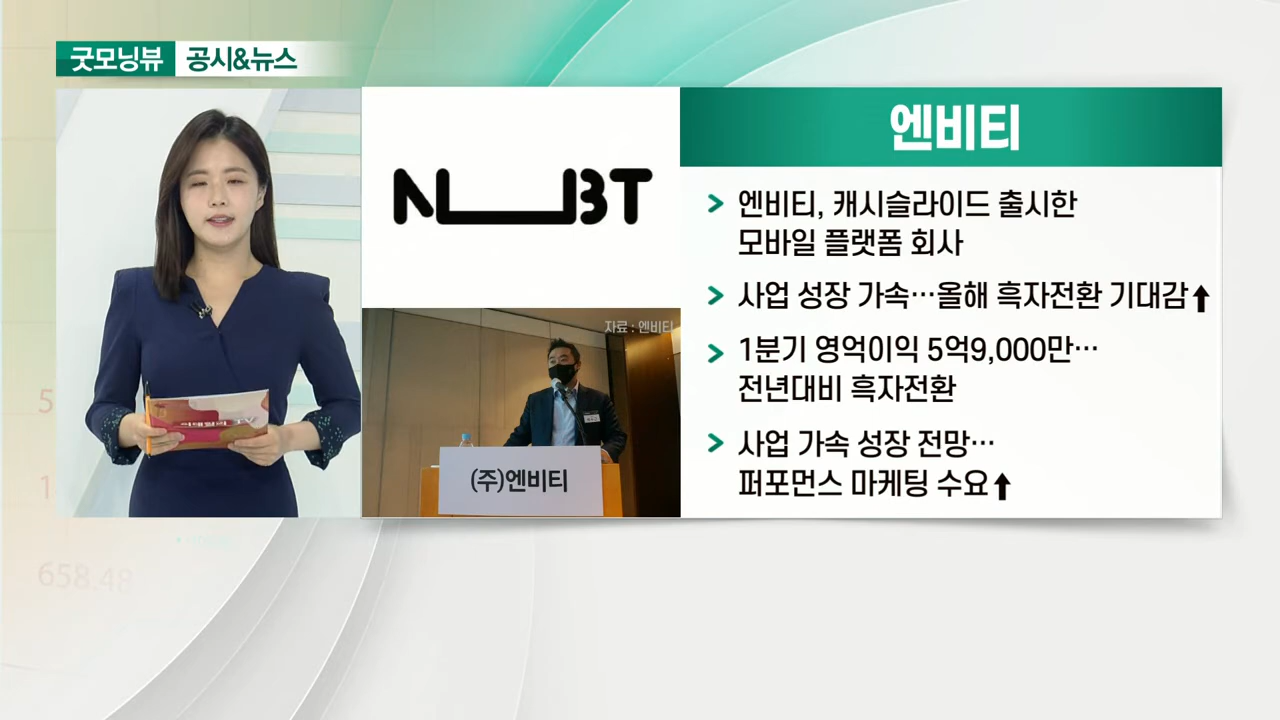 굿모닝뷰 공시&뉴스
NBT
자료 : 엔비티
(주)엔비티
엔비티
엔비티, 캐시슬라이드 출시한
모바일 플랫폼 회사
사업 성장 가속…올해 흑자전환 기대감↑
1분기 영억이익 5억9,000만…
전년대비 흑자전환
사업 가속 성장 전망…
퍼포먼스 마케팅 수요↑
658.48